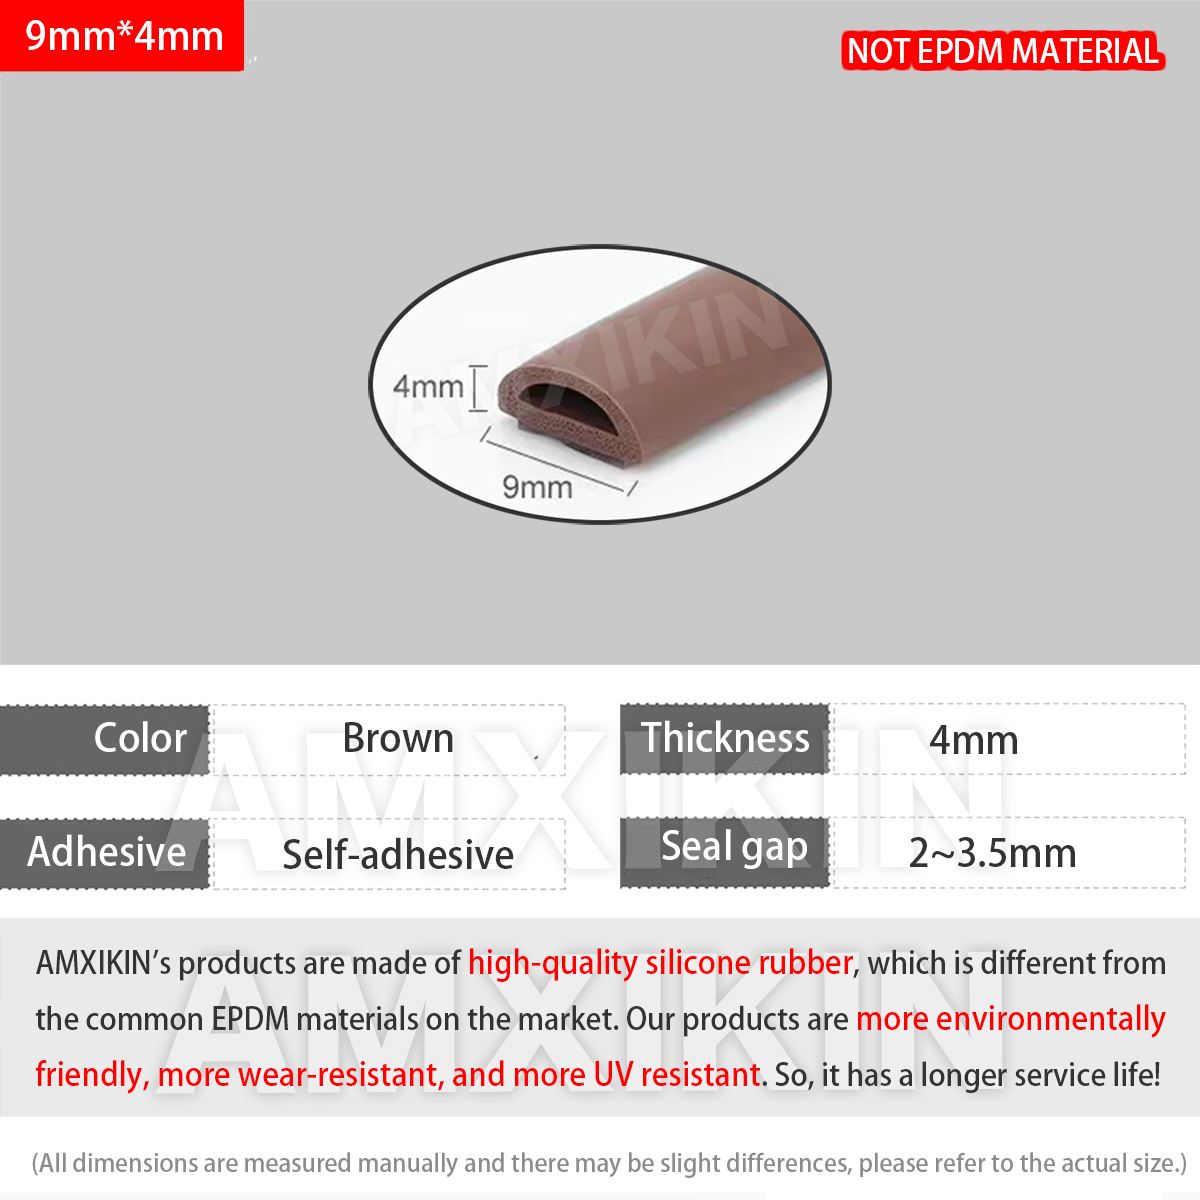 9mm*4mm
NOT EPDM MATERIAL
AMXIKIN
4mm
9mm
Color
Brown
Thickness
4mm
Adhesive
Self-adhesive
Seal gap
2~3.5mm
AMXIKIN
AMXIKIN's products are made of high-quality silicone rubber, which is different from
the common EPDM materials on the market. Our products are more environmentally
friendly, more wear-resistant, and more UV resistant. So, it has a longer service life!
AMXIKIN
(All dimensions are measured manually and there may be slight differences, please refer to the actual size.)